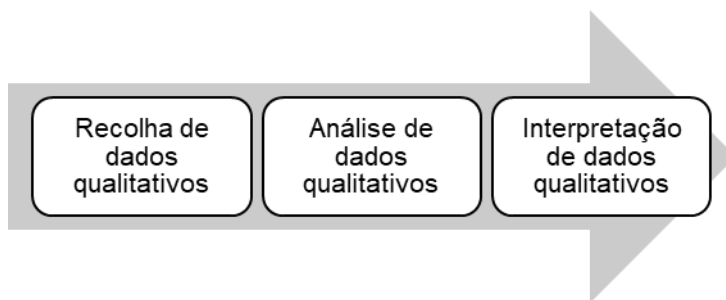 Recolha de
dados
qualitativos
Análise de
dados
qualitativos
Interpretação
de dados
qualitativos